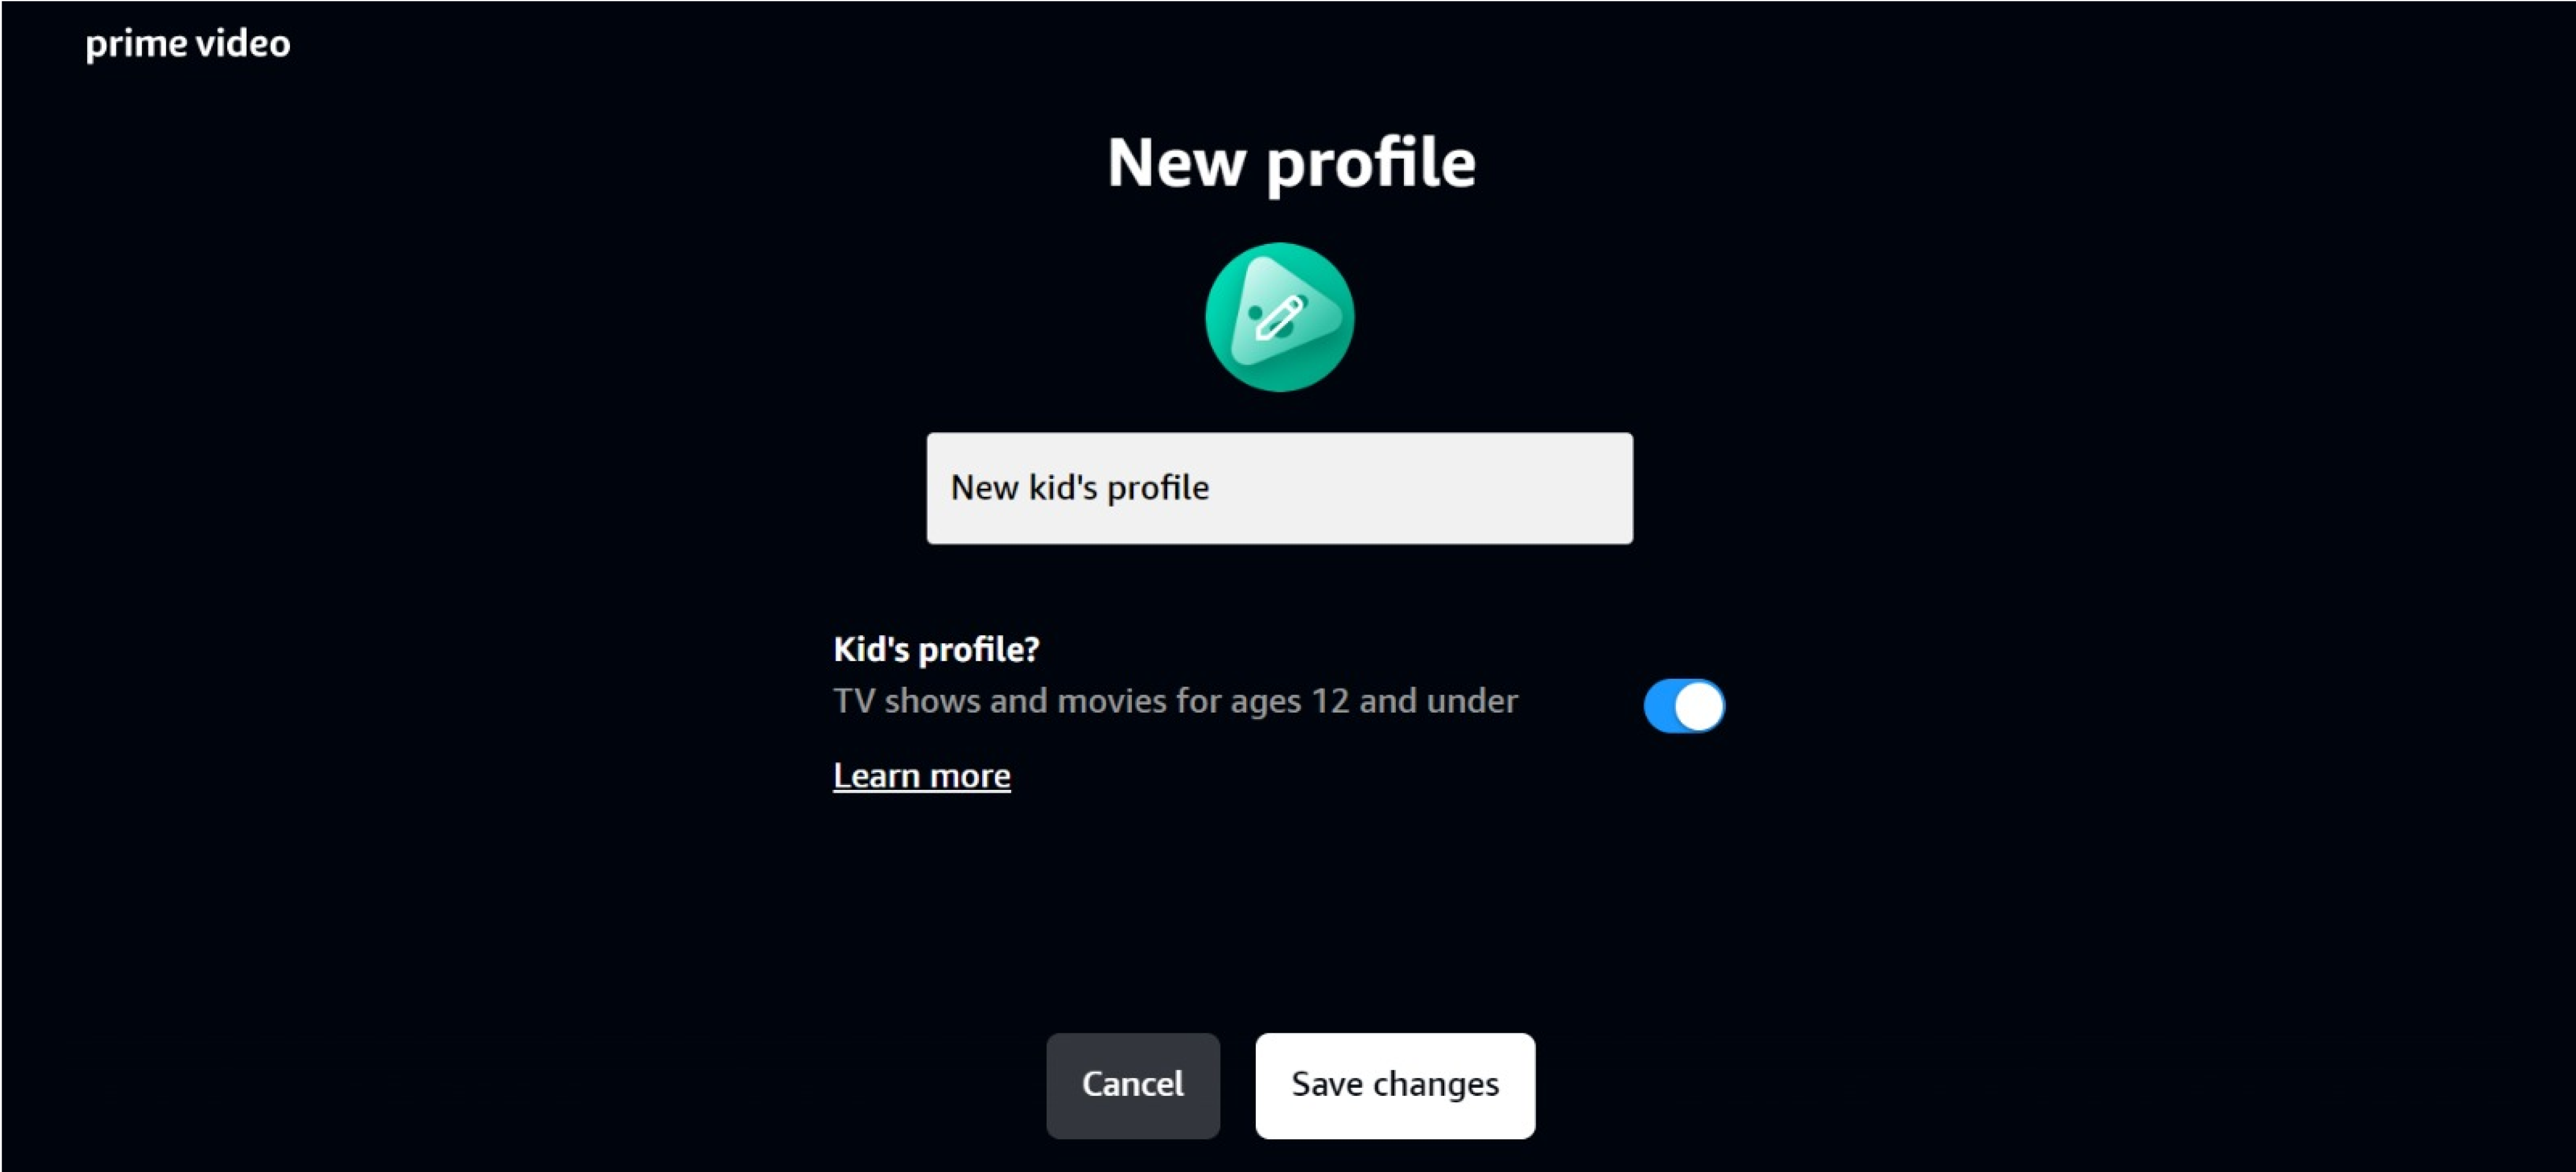 prime video
New profile
New kid's profile
Kid's profile?
TV shows and movies for ages 12 and under
Learn more
Cancel
Save changes